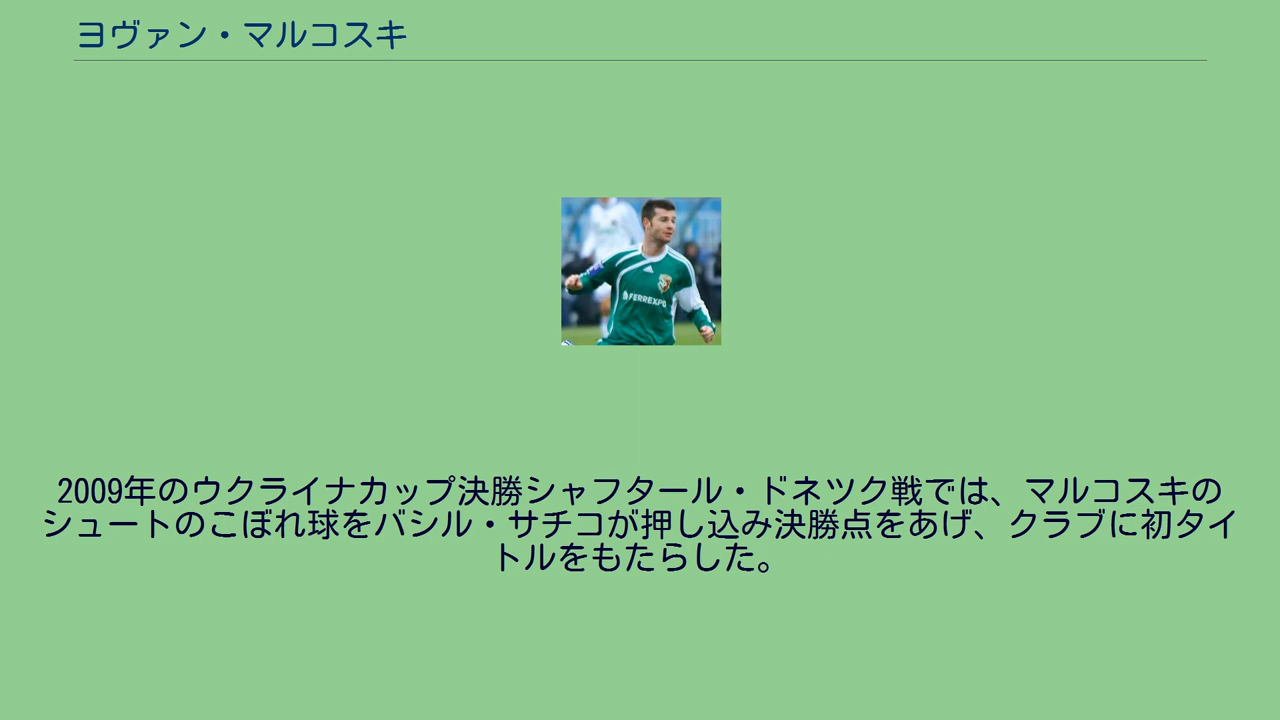 ヨヴァン・マルコスキ
FERREXPO
2009年のウクライナカップ決勝シャフタール・ドネツク戦では、マルコスキの
シュートのこぼれ球をバシル・サチコが押し込み決勝点をあげ、クラブに初タイ
トルをもたらした。